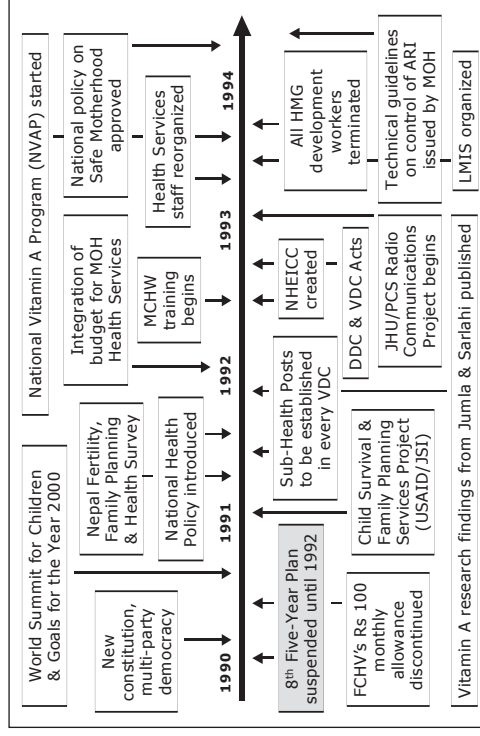 World Summit for Children
& Goals for the Year 2000
National Vitamin A Program (NVAP) started
New
constitution,
multi-party
democracy
Nepal Fertility,
Family Planning
& Health Survey
National Health
Policy introduced
Integration of
budget for MOH
Health Services
MCHW
training
begins
National policy on
Safe Motherhood
approved
Health Services
staff reorganized
1990
1991
1992
1993
1994
8th Five-Year Plan
suspended until 1992
FCHV's Rs 100
monthly
allowance
discontinued
Child Survival &
Family Planning
Services Project
(USAID/JSI)
Sub-Health Posts
to be established
in every VDC
NHEICC
created
DDC & VDC Acts
JHU/PCS Radio
Communications
Project begins
All HMG
development
workers
terminated
Technical guidelines
on control of ARI
issued by MOH
LMIS organized
Vitamin A research findings from Jumla & Sarlahi published